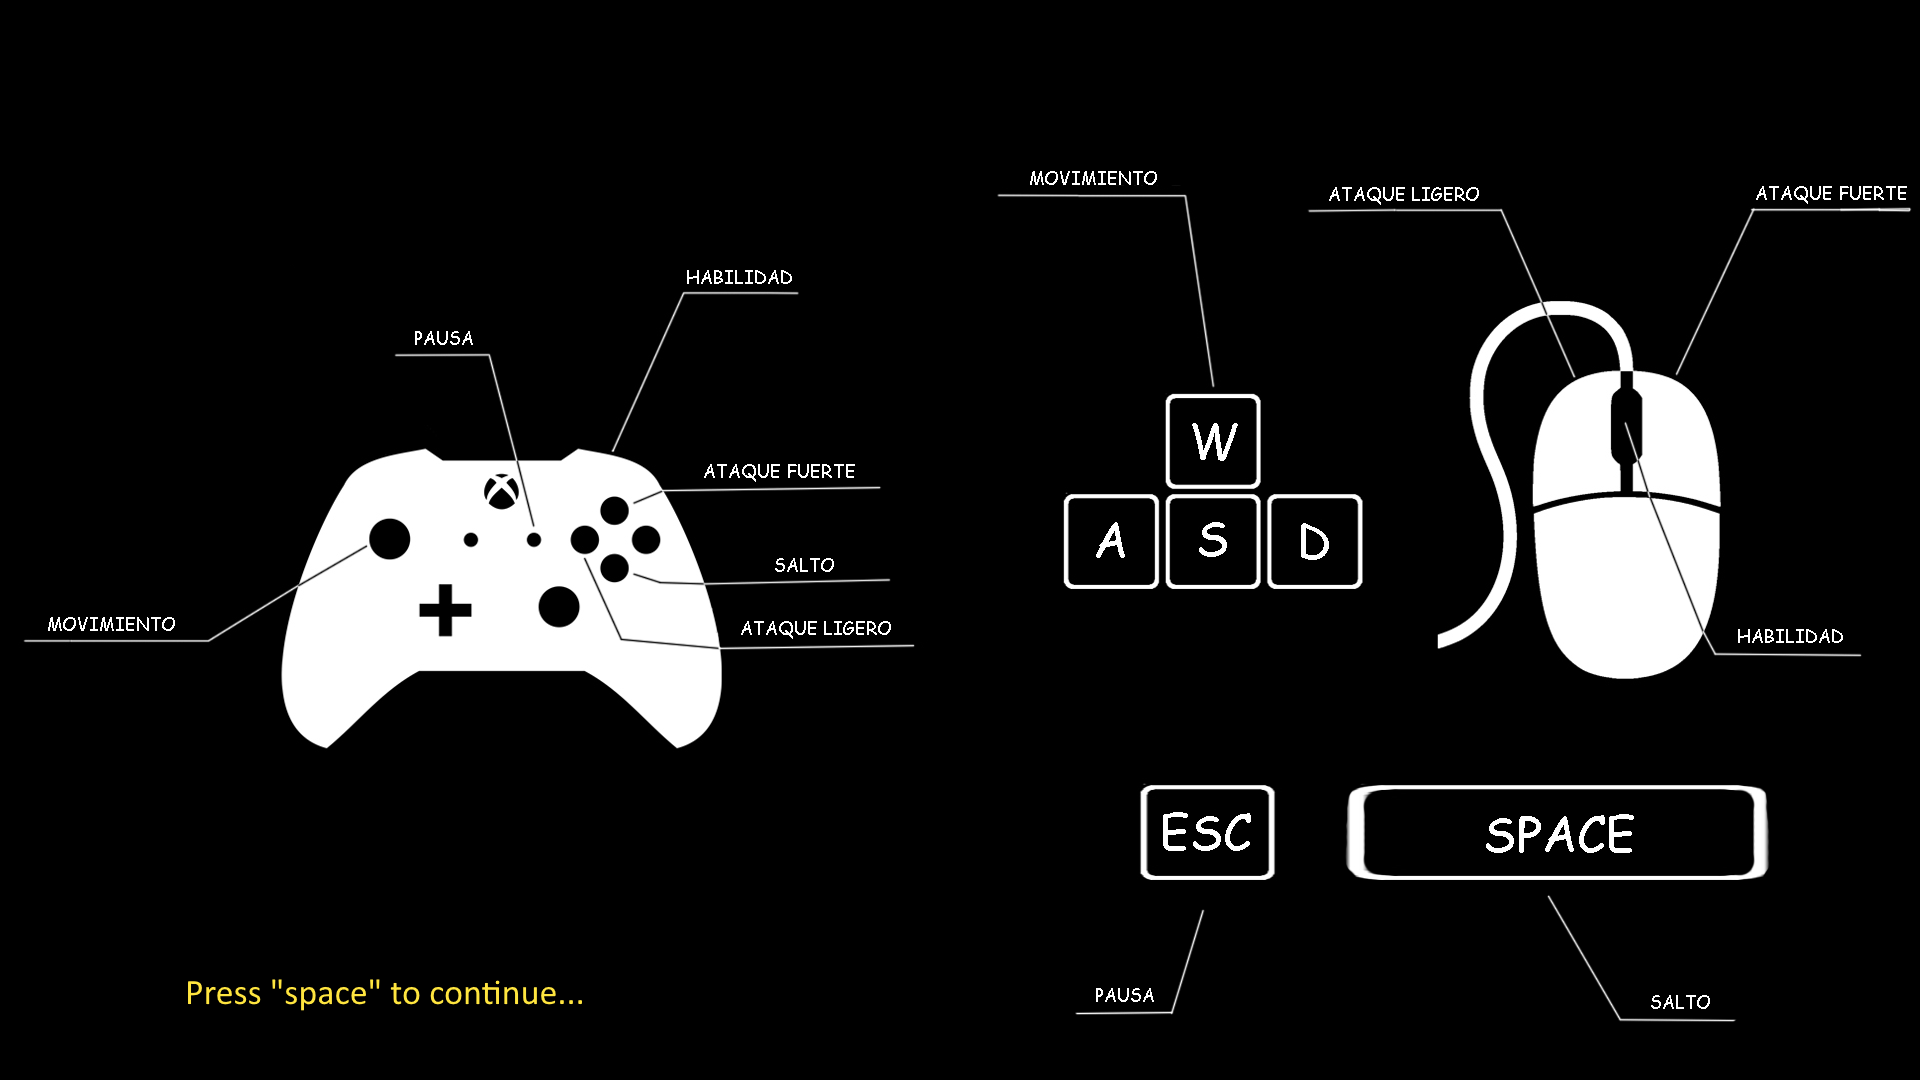 HABILIDAD
PAUSA
ATAQUE FUERTE
SALTO
ATAQUE LIGERO
MOVIMIENTO
MOVIMIENTO
ATAQUE LIGERO
ATAQUE FUERTE
W
A S D
HABILIDAD
ESC
SPACE
PAUSA
SALTO
Press "space" to continue...